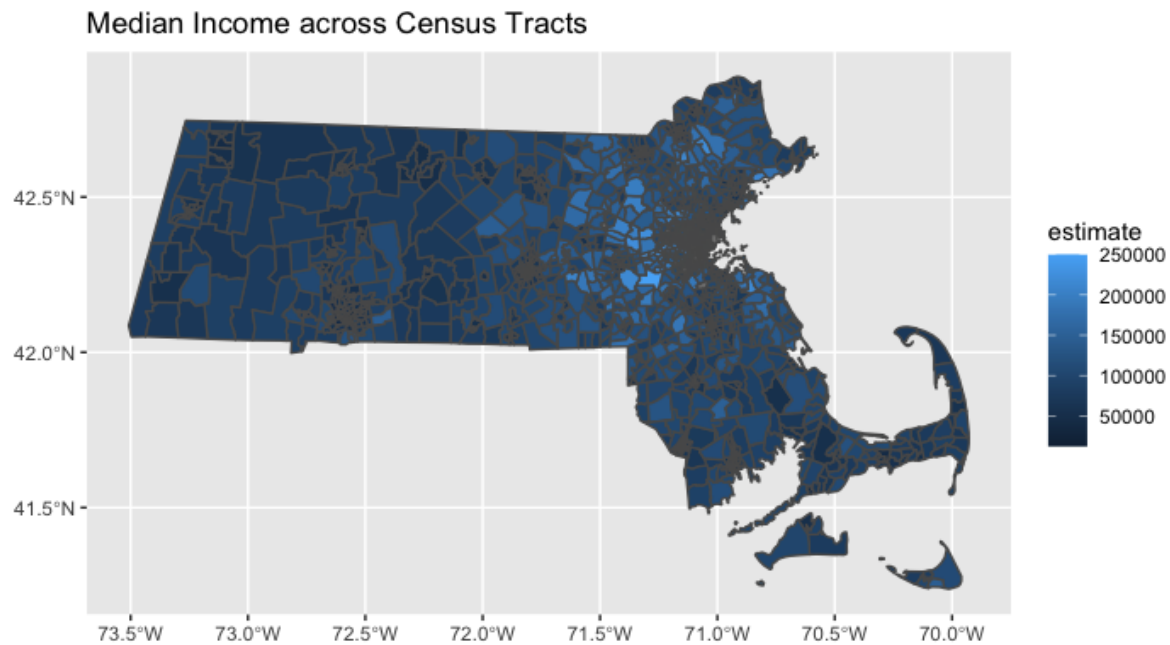 Median Income across Census Tracts
42.5°N
42.0°N
41.5°N
73.5°W 73.0°W 72.5°W 72.0°W 71.5°W 71.0°W 70.5°W 70.0°W
estimate
250000
200000
150000
100000
50000